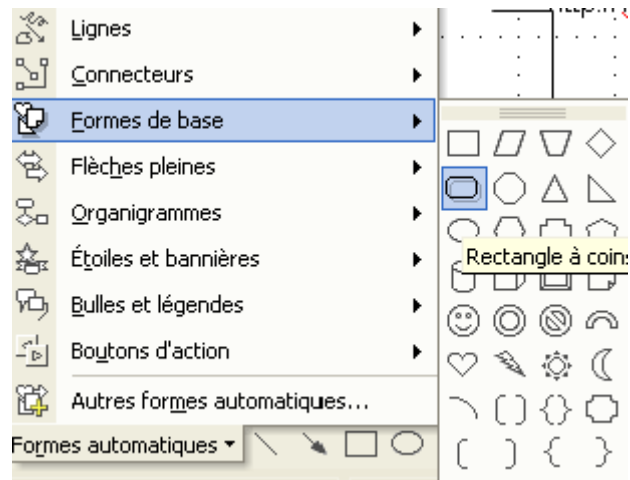 Lignes
Connecteurs
Formes de base
Flèches pleines
Organigrammes
Étoiles et bannières
Rectangle à coins
Bulles et légendes
Boutons d'action
Autres formes automatiques...
Formes automatiques